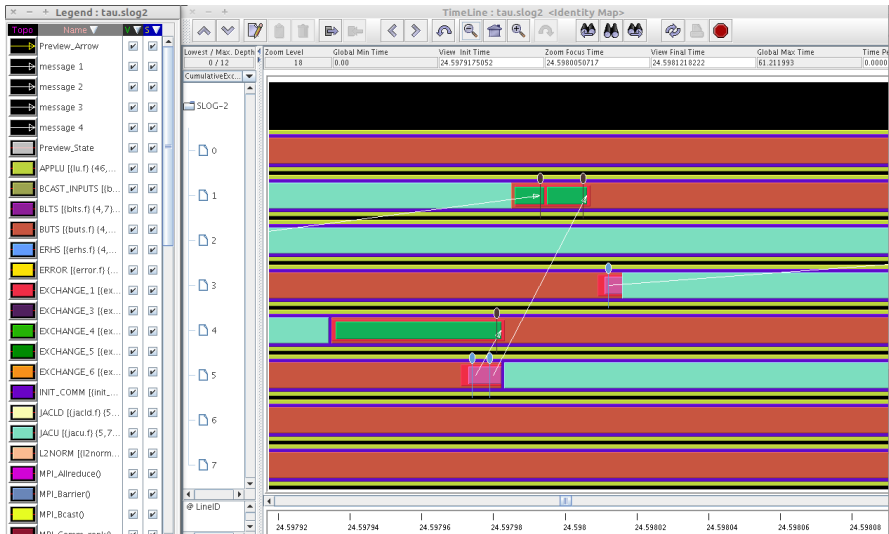 Legend : tau.slog2
Topo Name V S
Preview_Arrow
message 1
message 2
message 3
message 4
Preview_State
APPLU [{lu.f} {46,...
BCAST_INPUTS [{b...
BLTS [{blts.f} {4,7}...
BUTS [{buts.f} {4,...
ERHS [{erhs.f} {4,...
ERROR [{error.f} {...
EXCHANGE_1 [{ex...
EXCHANGE_3 [{ex...
EXCHANGE_4 [{ex...
EXCHANGE_5 [{ex...
EXCHANGE_6 [{ex...
INIT_COMM [{init_...
JACLD [{jacld.f} {5...
JACU [{jacu.f} {5,7...
L2NORM [{l2norm...
MPI_Allreduce()
MPI_Barrier()
MPI_Bcast()
MPI_Comm_rank()
TimeLine : tau.slog2 <Identity Map>
Lowest / Max. Depth
0 / 12
Zoom Level
18
Global Min Time
0.00
View Init Time
24.5979175052
Zoom Focus Time
24.5980050717
View Final Time
24.5981218222
Global Max Time
61.211993
Time Pe
0.0000
CumulativeExc...
SLOG-2
0
1
2
3
4
5
6
7
@ LineID
24.59792 24.59794 24.59796 24.59798 24.598 24.59802 24.59804 24.59806 24.59808